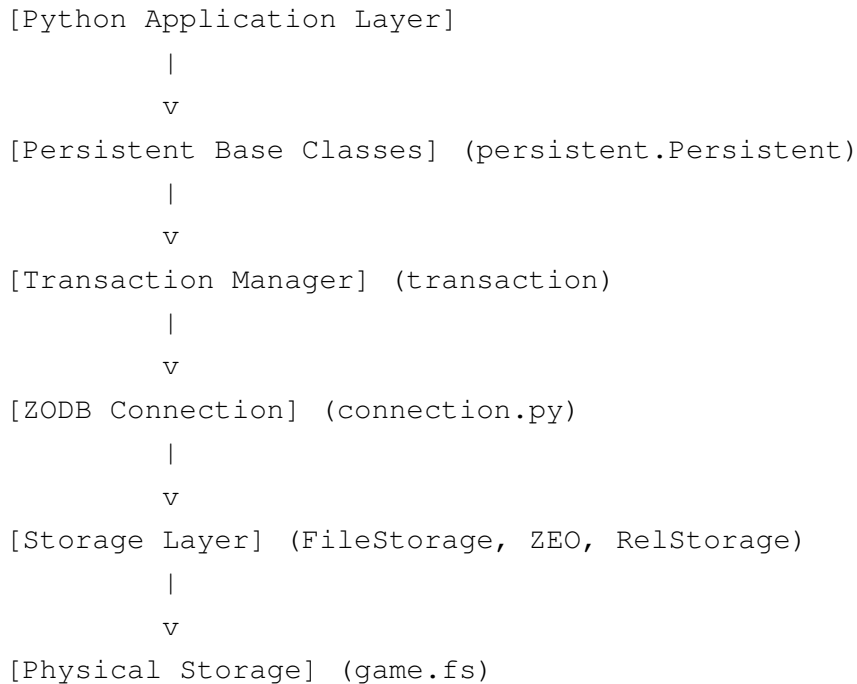 [Python Application Layer]
|
v
[Persistent Base Classes] (persistent.Persistent)
|
v
[Transaction Manager] (transaction)
|
v
[ZODB Connection] (connection.py)
|
v
[Storage Layer] (FileStorage, ZEO, RelStorage)
|
v
[Physical Storage] (game.fs)